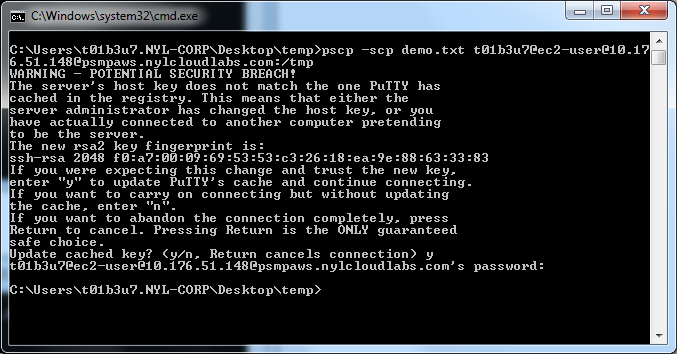 C:\Windows\system32\cmd.exe
C:\Users\t01b3u7.NYL-CORP\Desktop\temp>pscp -scp demo.txt t01b3u7@ec2-user@10.17
6.51.148@psmpaws.nylcloudlabs.com:/tmp
WARNING - POTENTIAL SECURITY BREACH!
The server's host key does not match the one PuTTY has
cached in the registry. This means that either the
server administrator has changed the host key, or you
have actually connected to another computer pretending
to be the server.
The new rsa2 key fingerprint is:
ssh-rsa 2048 f0:a7:00:09:69:53:53:c3:26:18:ea:9e:88:63:33:83
If you were expecting this change and trust the new key,
enter "y" to update PuTTY's cache and continue connecting.
If you want to carry on connecting but without updating
the cache, enter "n".
If you want to abandon the connection completely, press
Return to cancel. Pressing Return is the ONLY guaranteed
safe choice.
Update cached key? (y/n, Return cancels connection) y
t01b3u7@ec2-user@10.176.51.148@psmpaws.nylcloudlabs.com's password:
C:\Users\t01b3u7.NYL-CORP\Desktop\temp>